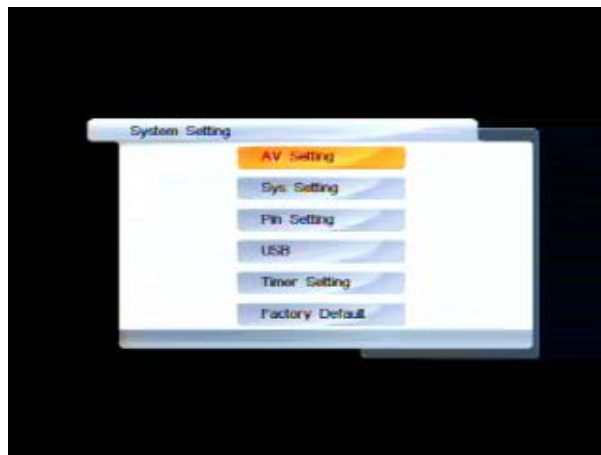 System Setting
AV Setting
Sys Setting
Pin Setting
USB
Timer Setting
Factory Default